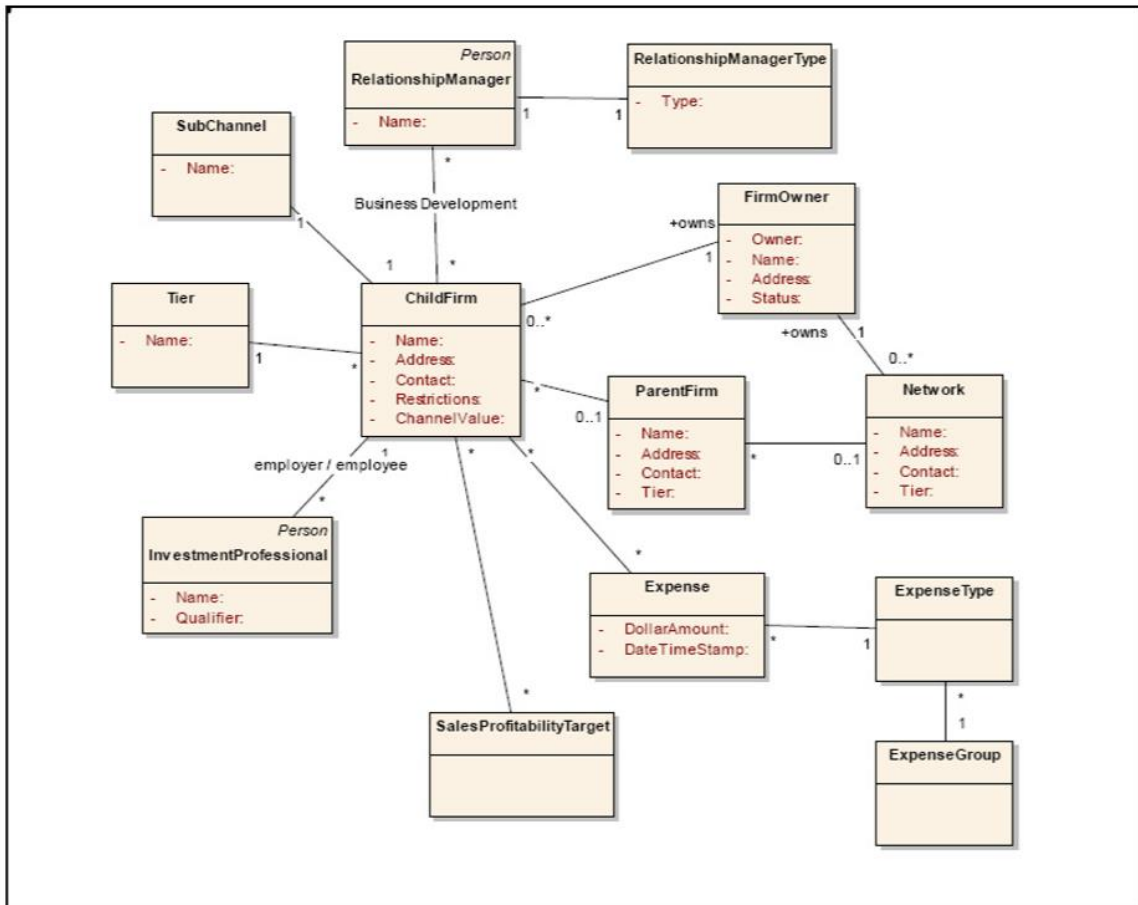 Person
RelationshipManager
- Name:
RelationshipManagerType
- Type:
1
1
SubChannel
- Name:
*
Business Development
*
FirmOwner
- Owner:
- Name:
- Address:
- Status:
+owns
1
0..*
1
1
Tier
- Name:
1
*
ChildFirm
- Name:
- Address:
- Contact:
- Restrictions:
- ChannelValue:
+owns
1
0..*
*
0..1
ParentFirm
- Name:
- Address:
- Contact:
- Tier:
*
0..1
Network
- Name:
- Address:
- Contact:
- Tier:
1
employer / employee
*
*
*
Person
InvestmentProfessional
- Name:
- Qualifier:
*
Expense
- DollarAmount:
- DateTimeStamp:
*
1
ExpenseType
*
1
*
SalesProfitabilityTarget
ExpenseGroup